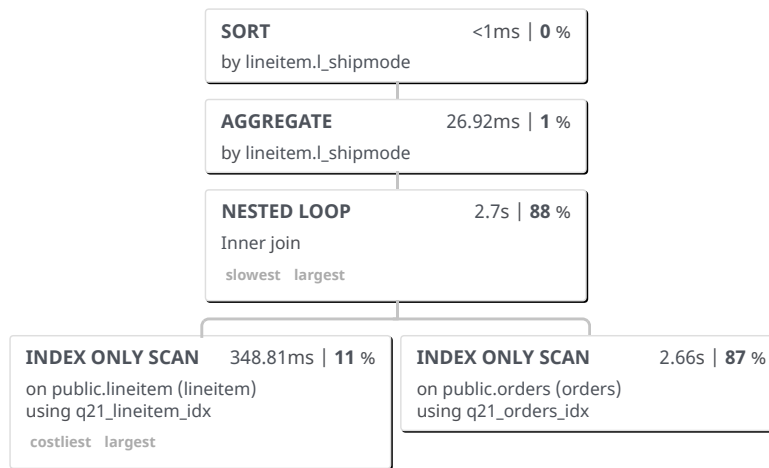 SORT <1ms | 0 %
by lineitem.l_shipmode
AGGREGATE 26.92ms | 1 %
by lineitem.l_shipmode
NESTED LOOP 2.7s | 88 %
Inner join
slowest largest
INDEX ONLY SCAN 348.81ms | 11 %
on public.lineitem (lineitem)
using q21_lineitem_idx
costliest largest
INDEX ONLY SCAN 2.66s | 87 %
on public.orders (orders)
using q21_orders_idx